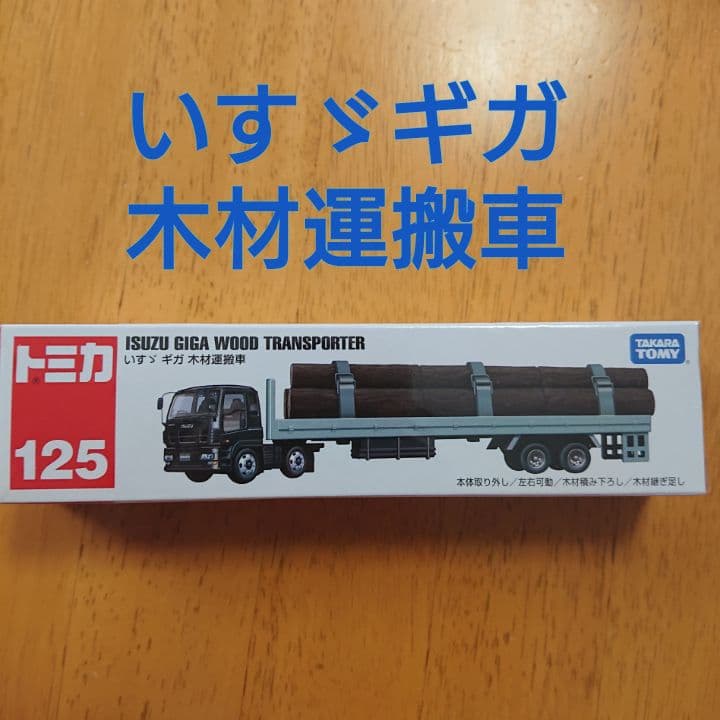 いすゞギガ
木材運搬車
ISUZU GIGA WOOD TRANSPORTER
いすゞ ギガ 木材運搬車
トミカ
125
TAKARA
TOMY
ISUZU
本体取り外し／左右可動／木材積み下ろし／木材継ぎ足し